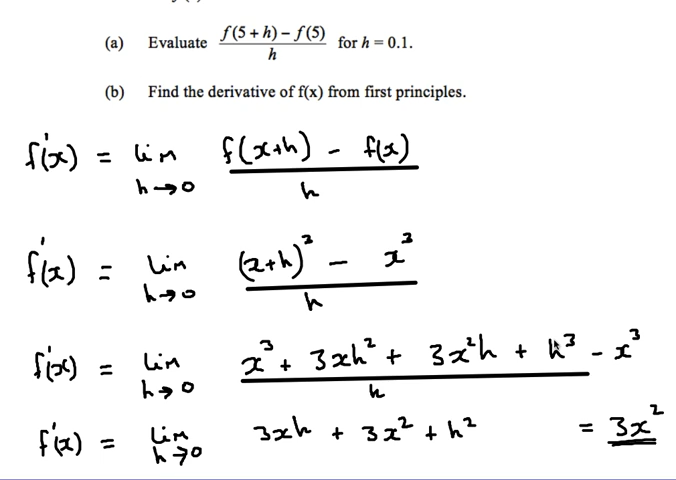 (a) Evaluate f(5 + h) – f(5) / h for h = 0.1.
(b) Find the derivative of f(x) from first principles.
f'(x) = lim h→0 f(x+h) - f(x) / h
f'(x) = lim h→0 (x+h)³ - x³ / h
f'(x) = lim h→0 x³ + 3xh² + 3x²h + h³ - x³ / h
f'(x) = lim h→0 3xh + 3x² + h² = 3x²